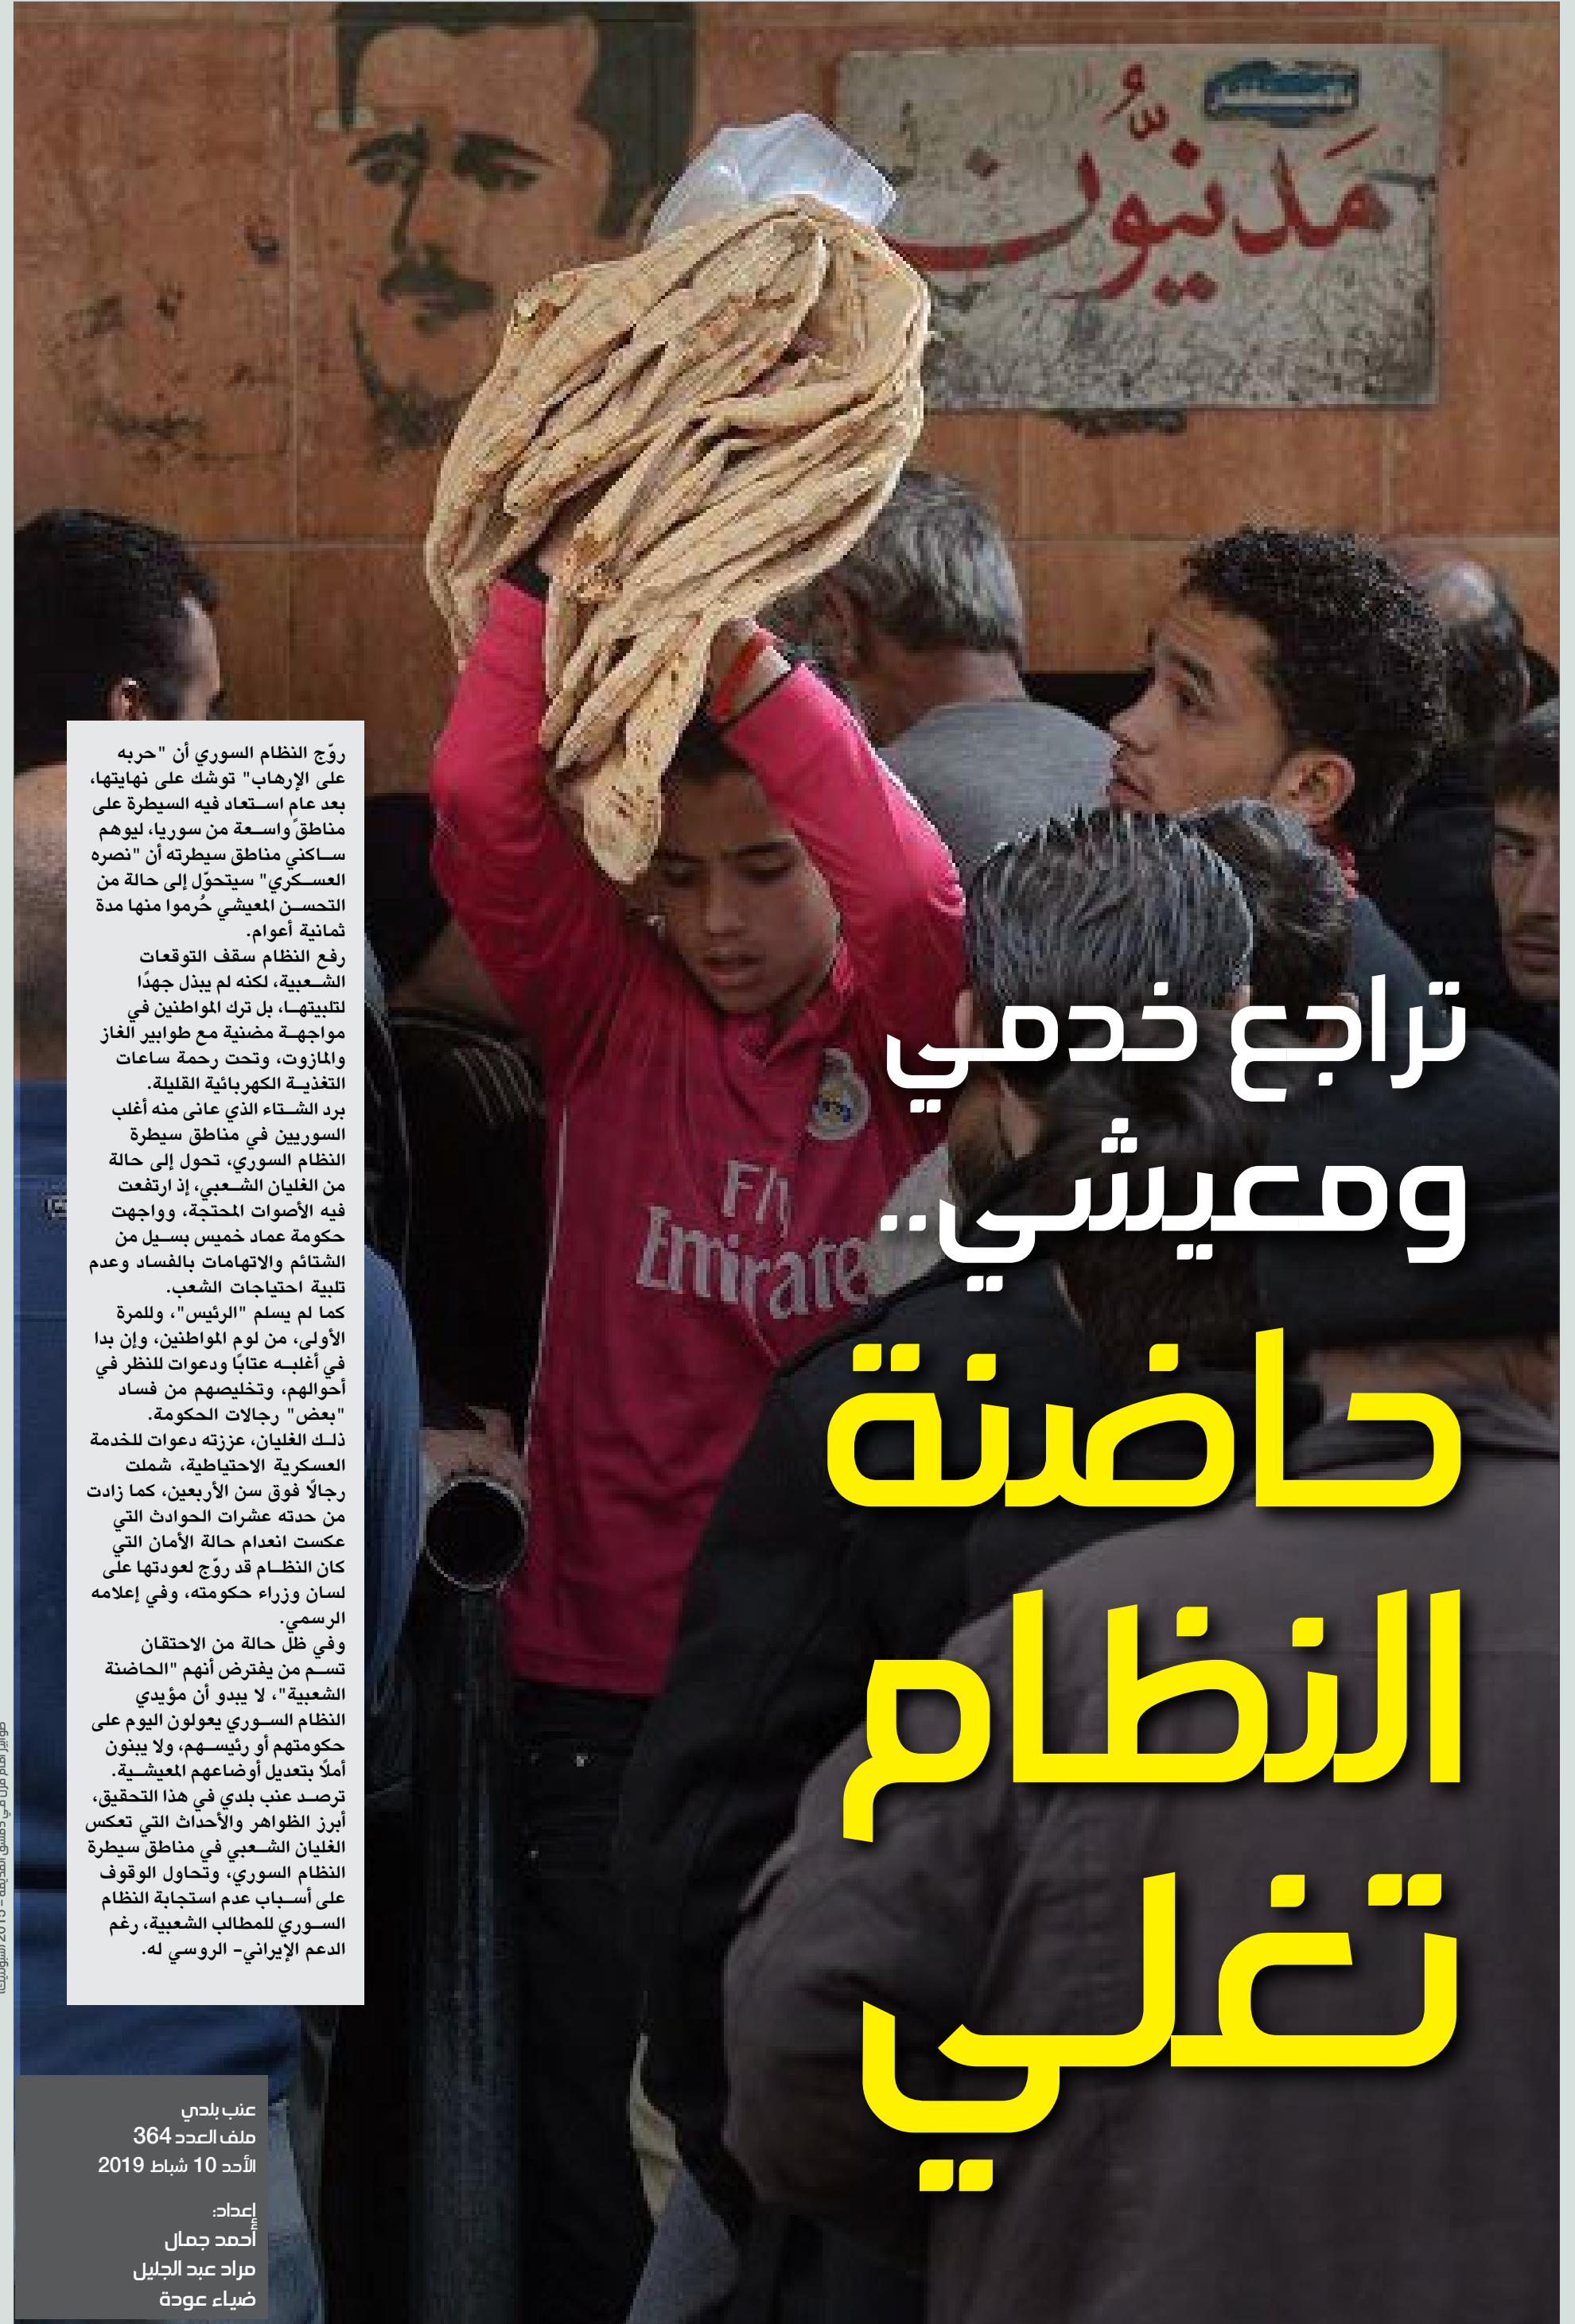 مَدنيُّون
Fly
Emirate
تراجع خدمي
ومعيشي..
حاضنة
النظام
تغلي
روّج النظام السوري أن "حربه
على الإرهاب" توشك على نهايتها،
بعد عام استعاد فيه السيطرة على
مناطق واسعة من سوريا، ليوهم
ساكني مناطق سيطرته أن "نصره
العسكري" سيتحوّل إلى حالة من
التحسن المعيشي حُرموا منها مدة
ثمانية أعوام.
رفع النظام سقف التوقعات
الشعبية، لكنه لم يبذل جهدًا
لتلبيتها، بل ترك المواطنين في
مواجهة مضنية مع طوابير الغاز
والمازوت، وتحت رحمة ساعات
التغذية الكهربائية القليلة.
برد الشتاء الذي عانى منه أغلب
السوريين في مناطق سيطرة
النظام السوري، تحول إلى حالة
من الغليان الشعبي، إذ ارتفعت
فيه الأصوات المحتجة، وواجهت
حكومة عماد خميس بسيل من
الشتائم والاتهامات بالفساد وعدم
تلبية احتياجات الشعب.
كما لم يسلم "الرئيس"، وللمرة
الأولى، من لوم المواطنين، وإن بدا
في أغلبه عتابًا ودعوات للنظر في
أحوالهم، وتخليصهم من فساد
"بعض" رجالات الحكومة.
ذلك الغليان، عززته دعوات للخدمة
العسكرية الاحتياطية، شملت
رجالًا فوق سن الأربعين، كما زادت
من حدته عشرات الحوادث التي
عكست انعدام حالة الأمان التي
كان النظام قد روّج لعودتها على
لسان وزراء حكومته، وفي إعلامه
الرسمي.
وفي ظل حالة من الاحتقان
تسم من يفترض أنهم "الحاضنة
الشعبية"، لا يبدو أن مؤيدي
النظام السوري يعولون اليوم على
حكومتهم أو رئيسهم، ولا يبنون
أملًا بتعديل أوضاعهم المعيشية.
ترصد عنب بلدي في هذا التحقيق،
أبرز الظواهر والأحداث التي تعكس
الغليان الشعبي في مناطق سيطرة
النظام السوري، وتحاول الوقوف
على أسباب عدم استجابة النظام
السوري للمطالب الشعبية، رغم
الدعم الإيراني- الروسي له.
طوابير أمام فرن في دمشق القديمة - 2015 (سبوتنيك)
عنب بلدي
ملف العدد 364
الأحد 10 شباط 2019
إعداد:
أحمد جمال
مراد عبد الجليل
ضياء عودة